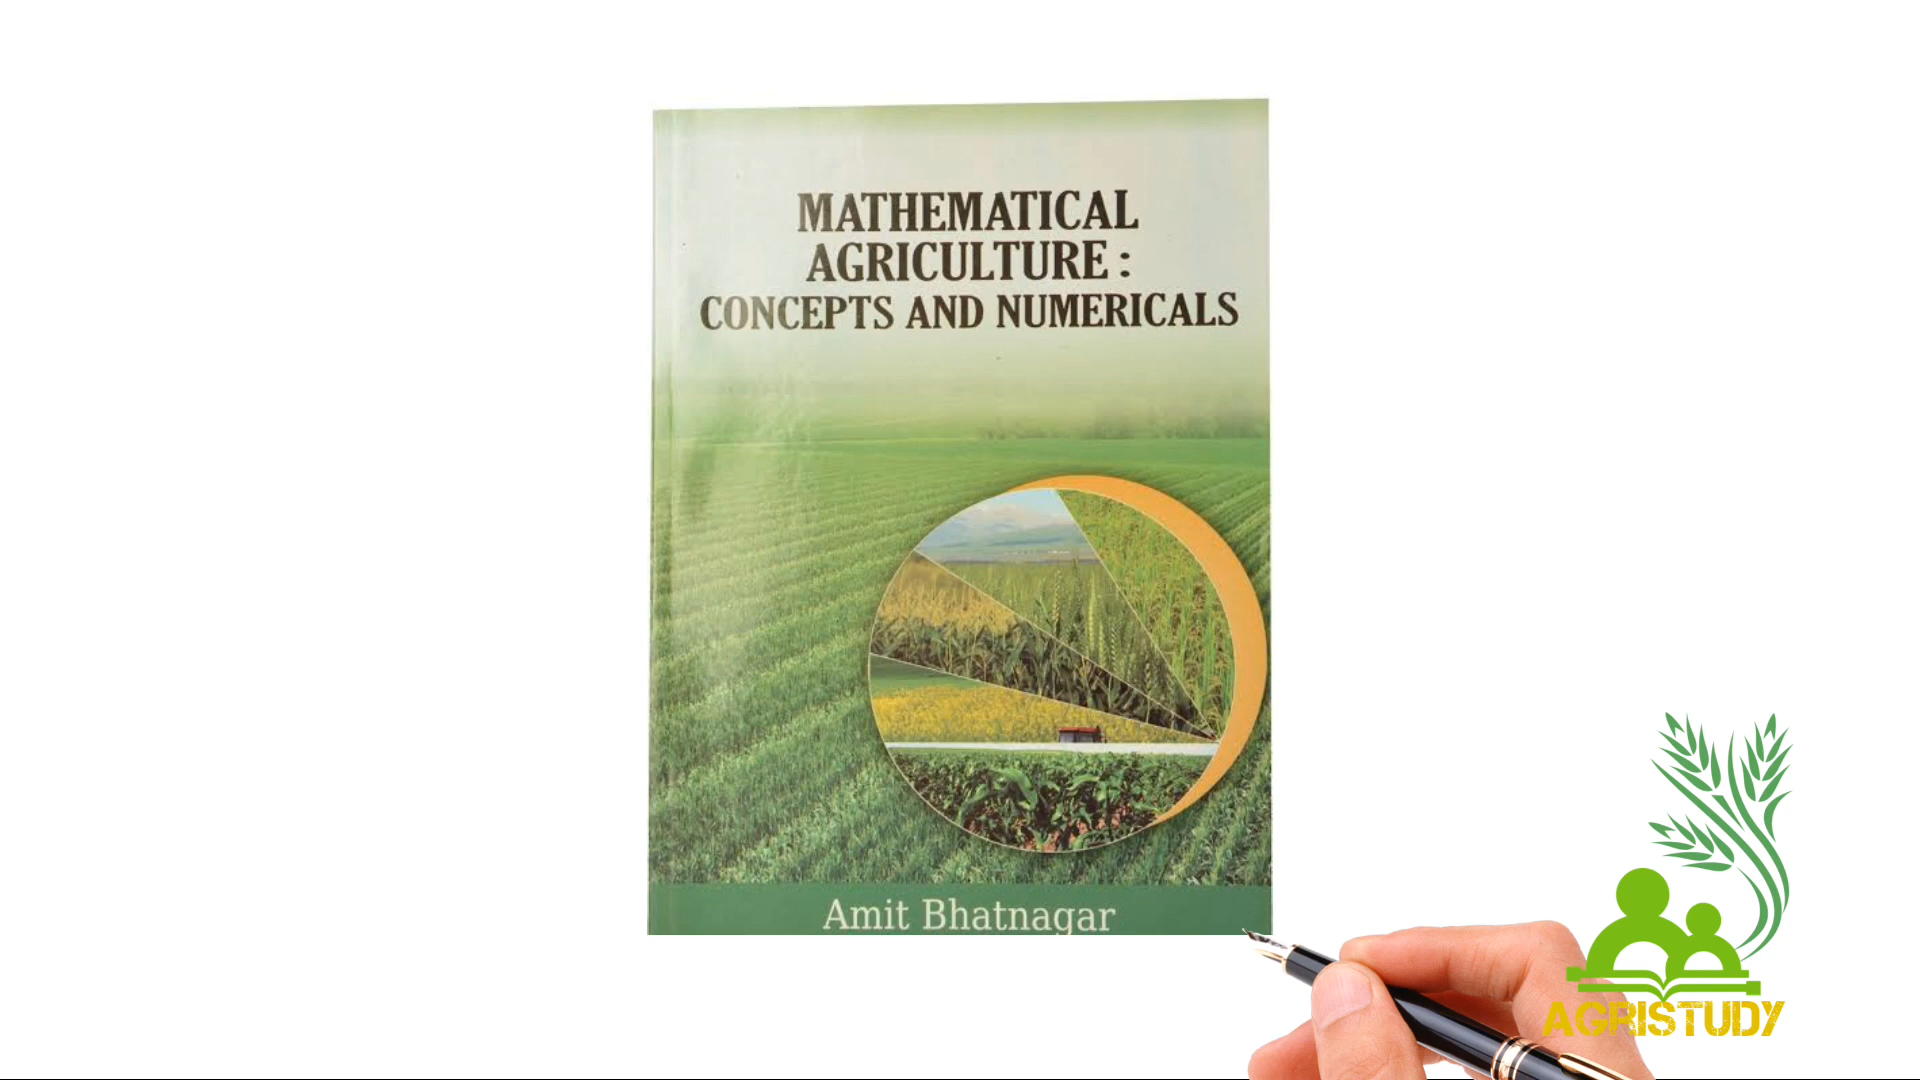 MATHEMATICAL
AGRICULTURE :
CONCEPTS AND NUMERICALS
Amit Bhatnagar
AGRISTUDY